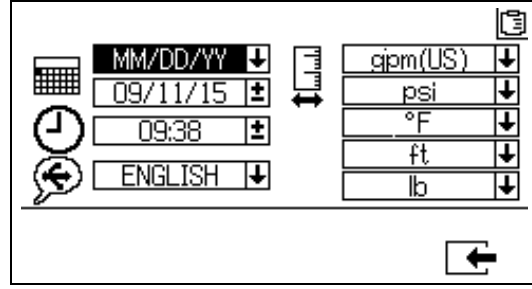 MM/DD/YY
09/11/15
09:38
ENGLISH
gpm(US)
psi
°F
ft
lb